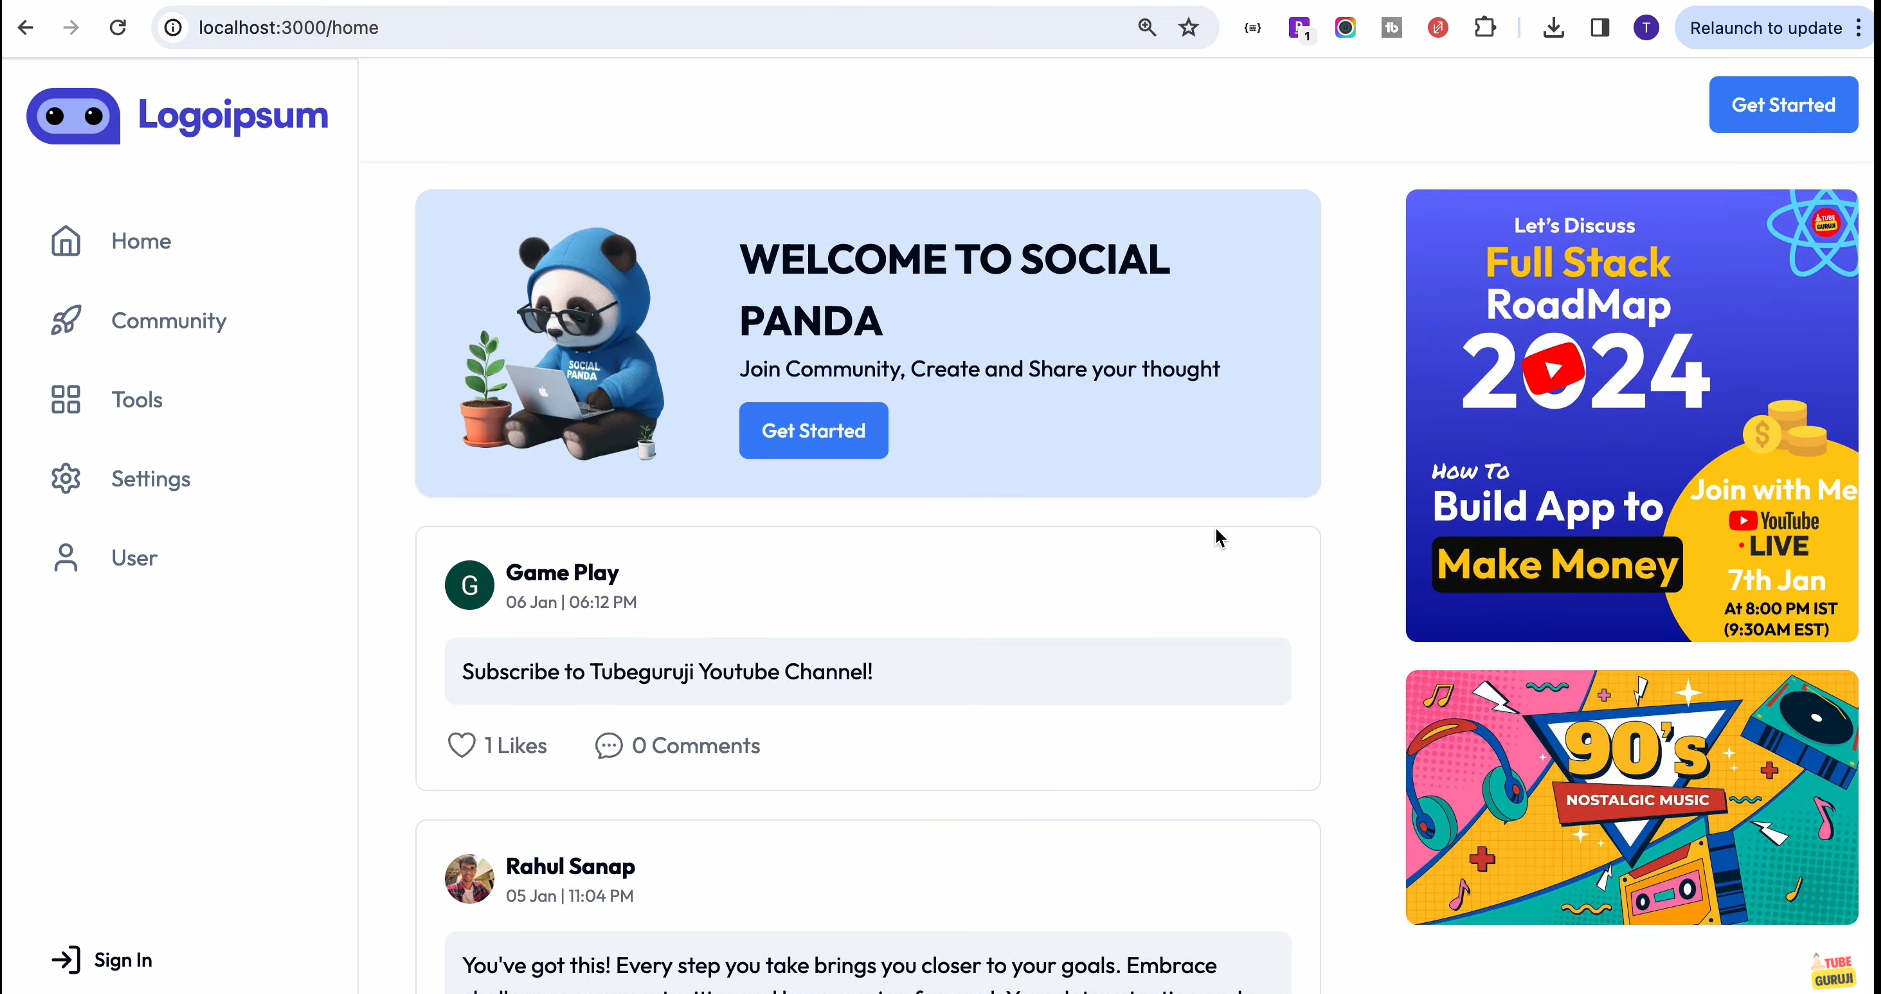 localhost:3000/home
1
T
Relaunch to update
Logoipsum
Get Started
Home
Community
Tools
Settings
User
Sign In
WELCOME TO SOCIAL
PANDA
Join Community, Create and Share your thought
Get Started
SOCIAL
PANDA
G
Game Play
06 Jan | 06:12 PM
Subscribe to Tubeguruji Youtube Channel!
1 Likes
0 Comments
Rahul Sanap
05 Jan | 11:04 PM
You've got this! Every step you take brings you closer to your goals. Embrace
Let's Discuss
Full Stack
RoadMap
2024
TUBE
GURUJI
How To
Build App to
Make Money
Join with Me
YouTube
LIVE
7th Jan
At 8:00 PM IST
(9:30AM EST)
90's
NOSTALGIC MUSIC
TUBE
GURUJI